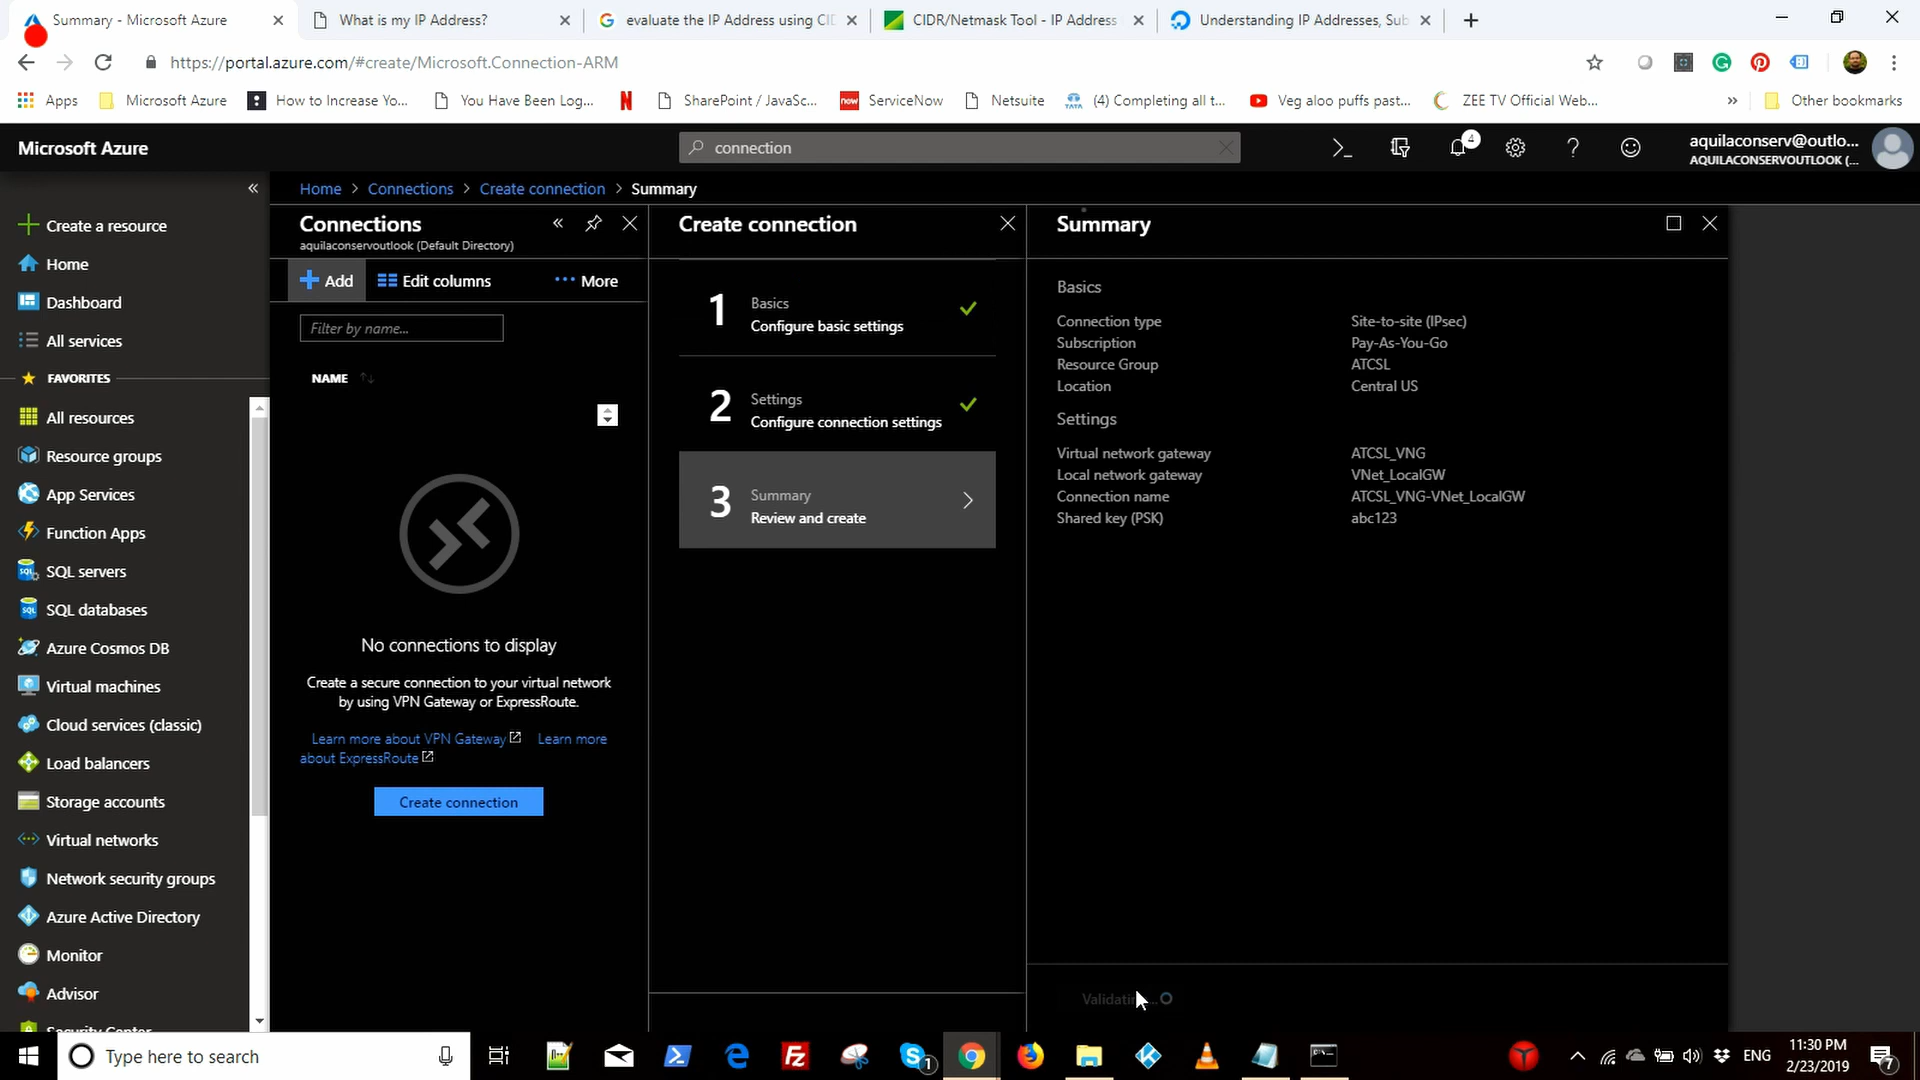 Summary - Microsoft Azure
What is my IP Address?
evaluate the IP Address using CID
CIDR/Netmask Tool - IP Address
Understanding IP Addresses, Sub
https://portal.azure.com/#create/Microsoft.Connection-ARM
Apps
Microsoft Azure
How to Increase Yo...
You Have Been Log...
SharePoint / JavaSc...
now
ServiceNow
Netsuite
TATA
(4) Completing all t...
Veg aloo puffs past...
ZEE TV Official Web...
»
Other bookmarks
Microsoft Azure
connection
4
aquilaconserv@outlo...
AQUILACONSERVOUTLOOK (...
Home > Connections > Create connection > Summary
Create a resource
Home
Dashboard
All services
FAVORITES
All resources
Resource groups
App Services
Function Apps
SQL servers
SQL databases
Azure Cosmos DB
Virtual machines
Cloud services (classic)
Load balancers
Storage accounts
Virtual networks
Network security groups
Azure Active Directory
Monitor
Advisor
Security Center
Connections
aquilaconservoutlook (Default Directory)
Add
Edit columns
More
Filter by name...
NAME
No connections to display
Create a secure connection to your virtual network
by using VPN Gateway or ExpressRoute.
Learn more about VPN Gateway
Learn more
about ExpressRoute
Create connection
Create connection
1
Basics
Configure basic settings
2
Settings
Configure connection settings
3
Summary
Review and create
Summary
Basics
Connection type Site-to-site (IPsec)
Subscription Pay-As-You-Go
Resource Group ATCSL
Location Central US
Settings
Virtual network gateway ATCSL_VNG
Local network gateway VNet_LocalGW
Connection name ATCSL_VNG-VNet_LocalGW
Shared key (PSK) abc123
Type here to search
1
ENG
11:30 PM
2/23/2019
7